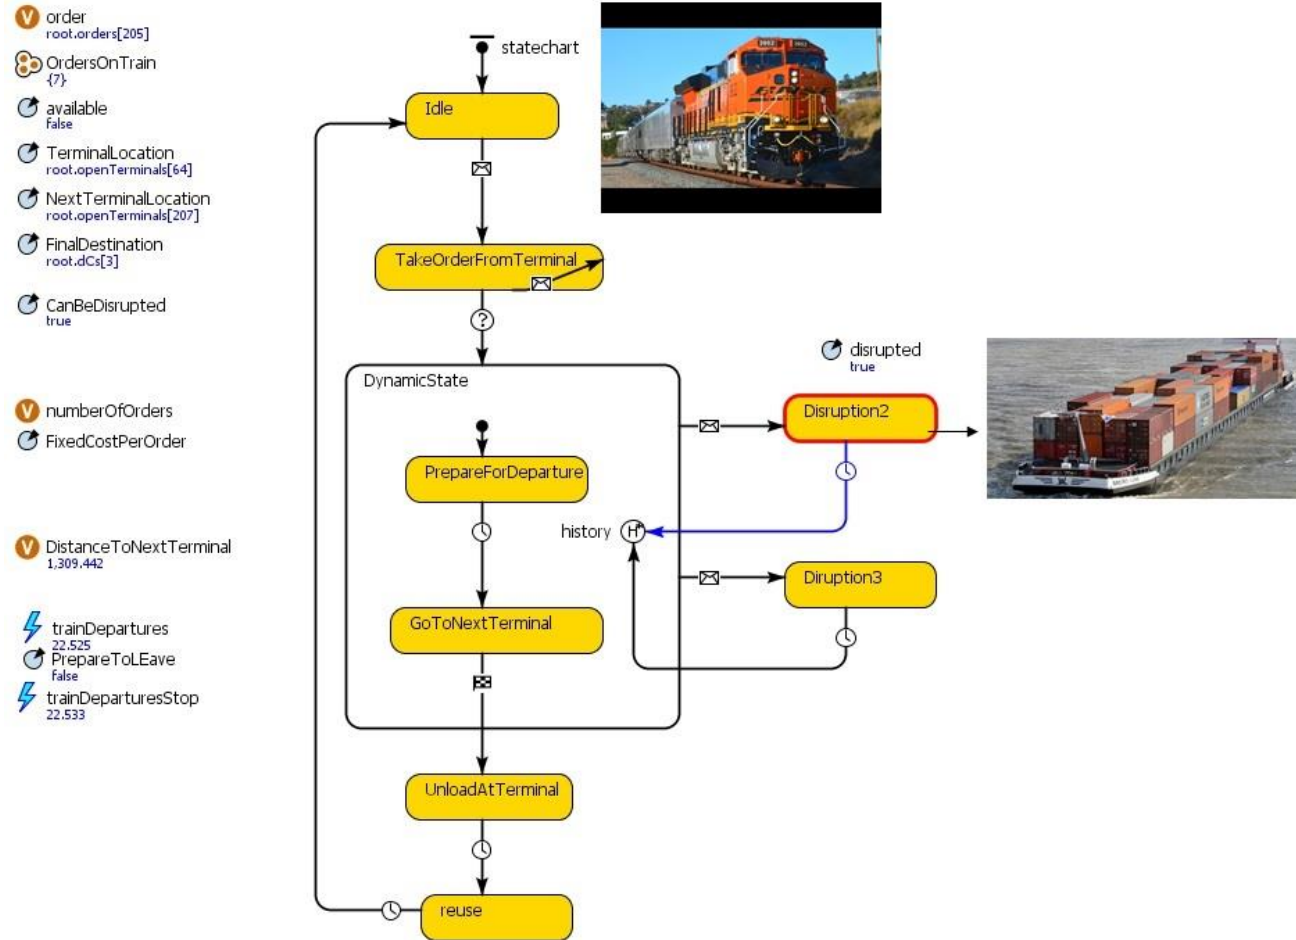 order
root.orders[205]
OrdersOnTrain
{7}
available
false
TerminalLocation
root.openTerminals[64]
NextTerminalLocation
root.openTerminals[207]
FinalDestination
root.dCs[3]
CanBeDisrupted
true
numberOfOrders
FixedCostPerOrder
DistanceToNextTerminal
1,309.442
trainDepartures
22.525
PrepareToLEave
false
trainDeparturesStop
22.533
statechart
Idle
TakeOrderFromTerminal
?
DynamicState
PrepareForDeparture
history
H*
GoToNextTerminal
UnloadAtTerminal
reuse
disrupted
true
Disruption2
Diruption3